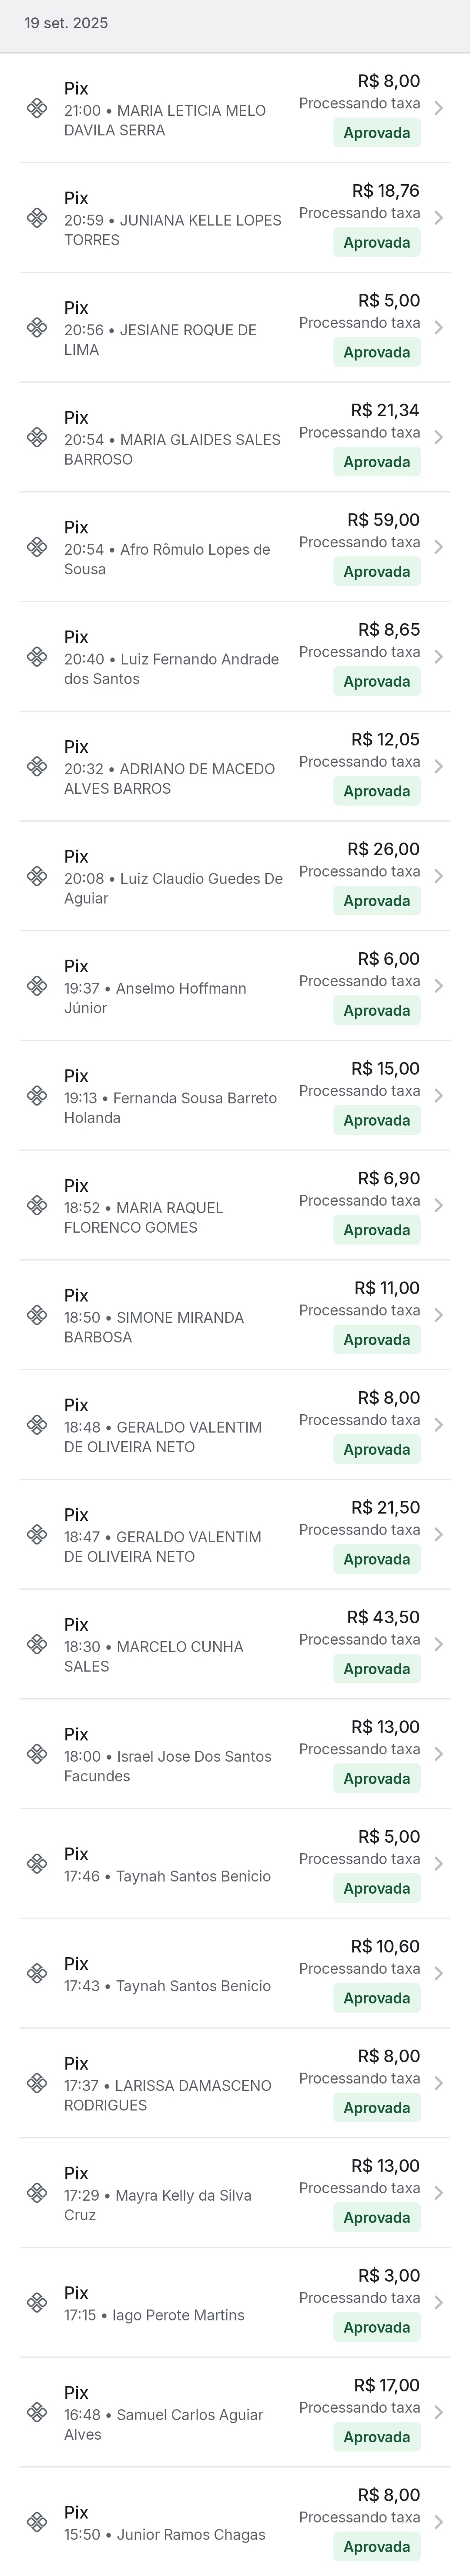 19 set. 2025
Pix
R$ 8,00
21:00 • MARIA LETICIA MELO
Processando taxa
DAVILA SERRA
Aprovada
Pix
R$ 18,76
20:59 • JUNIANA KELLE LOPES
Processando taxa
TORRES
Aprovada
Pix
R$ 5,00
20:56 • JESIANE ROQUE DE
Processando taxa
LIMA
Aprovada
Pix
R$ 21,34
20:54 • MARIA GLAIDES SALES
Processando taxa
BARROSO
Aprovada
Pix
R$ 59,00
20:54 • Afro Rômulo Lopes de
Processando taxa
Sousa
Aprovada
Pix
R$ 8,65
20:40 • Luiz Fernando Andrade
Processando taxa
dos Santos
Aprovada
Pix
R$ 12,05
20:32 • ADRIANO DE MACEDO
Processando taxa
ALVES BARROS
Aprovada
Pix
R$ 26,00
20:08 • Luiz Claudio Guedes De
Processando taxa
Aguiar
Aprovada
Pix
R$ 6,00
19:37 • Anselmo Hoffmann
Processando taxa
Júnior
Aprovada
Pix
R$ 15,00
19:13 • Fernanda Sousa Barreto
Processando taxa
Holanda
Aprovada
Pix
R$ 6,90
18:52 • MARIA RAQUEL
Processando taxa
FLORENCO GOMES
Aprovada
Pix
R$ 11,00
18:50 • SIMONE MIRANDA
Processando taxa
BARBOSA
Aprovada
Pix
R$ 8,00
18:48 • GERALDO VALENTIM
Processando taxa
DE OLIVEIRA NETO
Aprovada
Pix
R$ 21,50
18:47 • GERALDO VALENTIM
Processando taxa
DE OLIVEIRA NETO
Aprovada
Pix
R$ 43,50
18:30 • MARCELO CUNHA
Processando taxa
SALES
Aprovada
Pix
R$ 13,00
18:00 • Israel Jose Dos Santos
Processando taxa
Facundes
Aprovada
Pix
R$ 5,00
17:46 • Taynah Santos Benicio
Processando taxa
Aprovada
Pix
R$ 10,60
17:43 • Taynah Santos Benicio
Processando taxa
Aprovada
Pix
R$ 8,00
17:37 • LARISSA DAMASCENO
Processando taxa
RODRIGUES
Aprovada
Pix
R$ 13,00
17:29 • Mayra Kelly da Silva
Processando taxa
Cruz
Aprovada
Pix
R$ 3,00
17:15 • Iago Perote Martins
Processando taxa
Aprovada
Pix
R$ 17,00
16:48 • Samuel Carlos Aguiar
Processando taxa
Alves
Aprovada
Pix
R$ 8,00
15:50 • Junior Ramos Chagas
Processando taxa
Aprovada